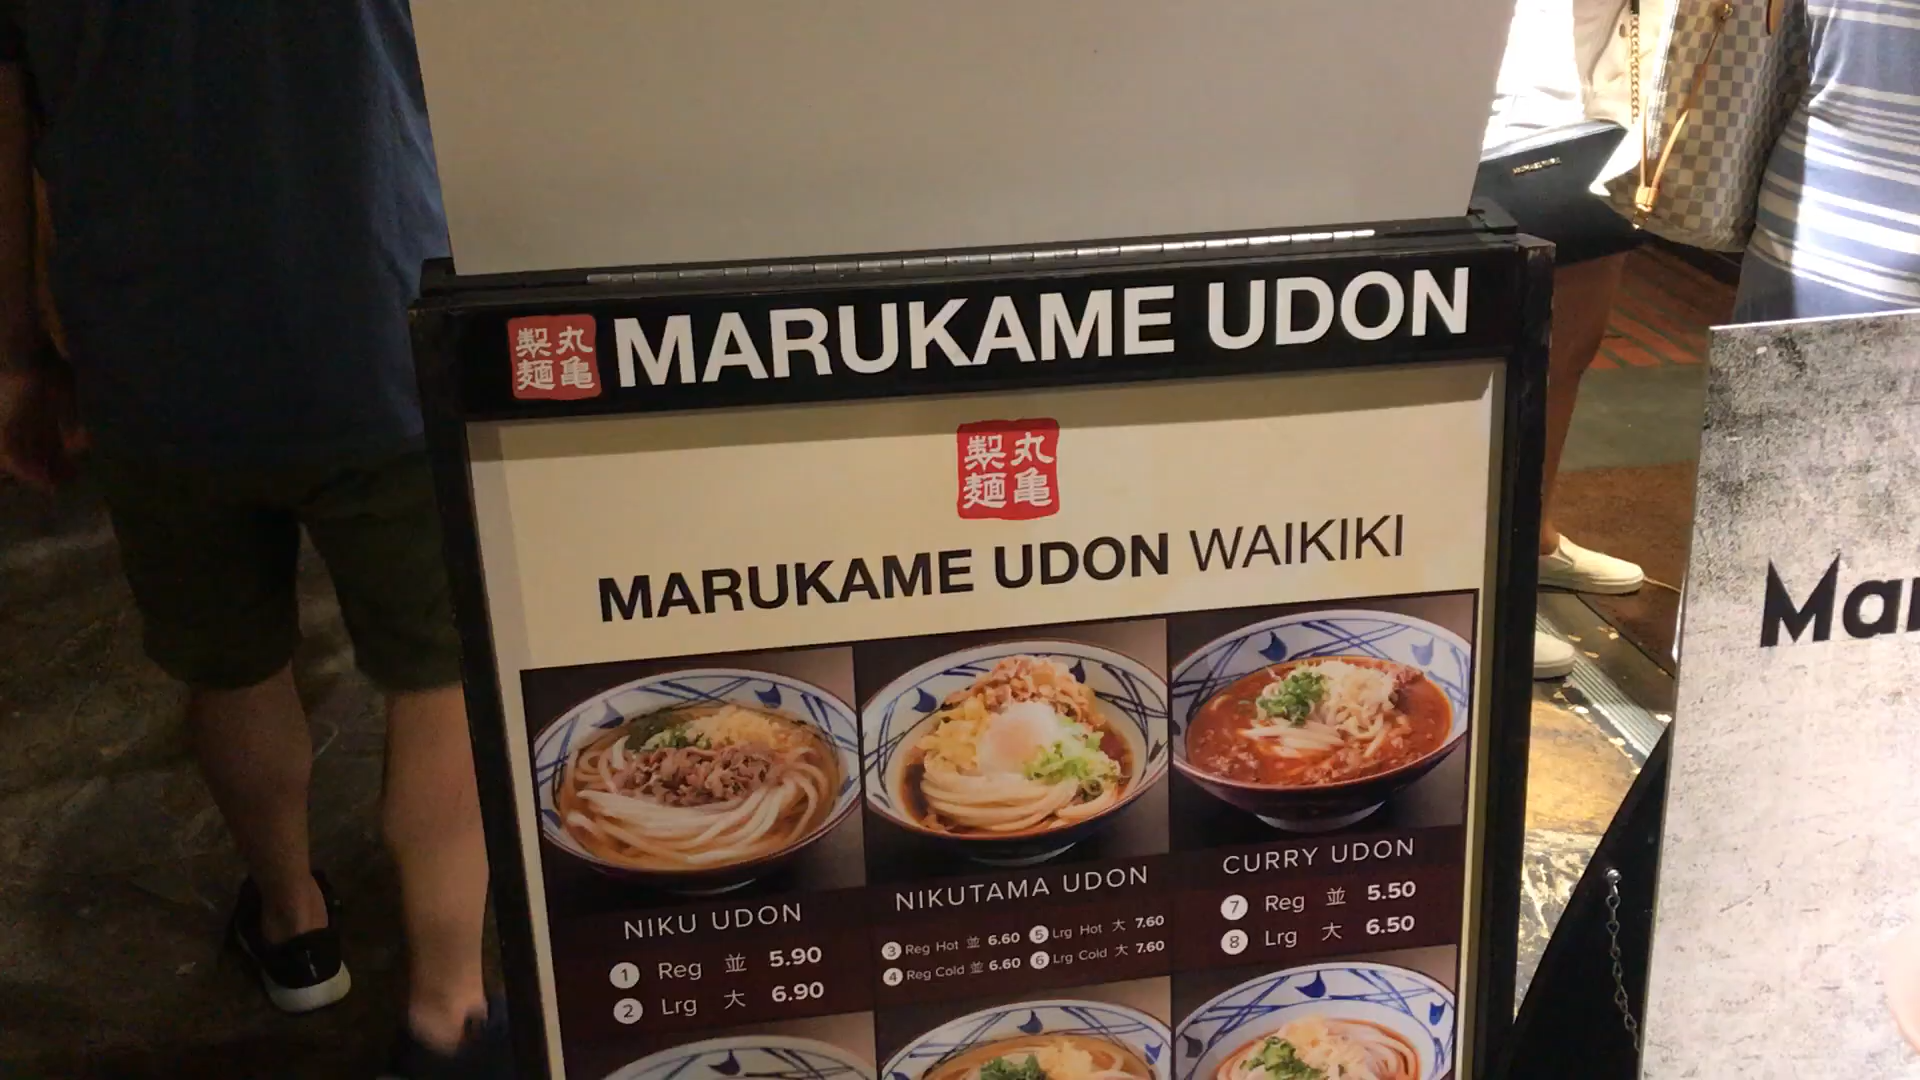 丸亀製麺 MARUKAME UDON
丸亀製麺
MARUKAME UDON WAIKIKI
NIKU UDON
1 Reg 並 5.90
2 Lrg 大 6.90
NIKUTAMA UDON
3 Reg Hot 並 6.60 5 Lrg Hot 大 7.60
4 Reg Cold 並 6.60 6 Lrg Cold 大 7.60
CURRY UDON
7 Reg 並 5.50
8 Lrg 大 6.50
Mar